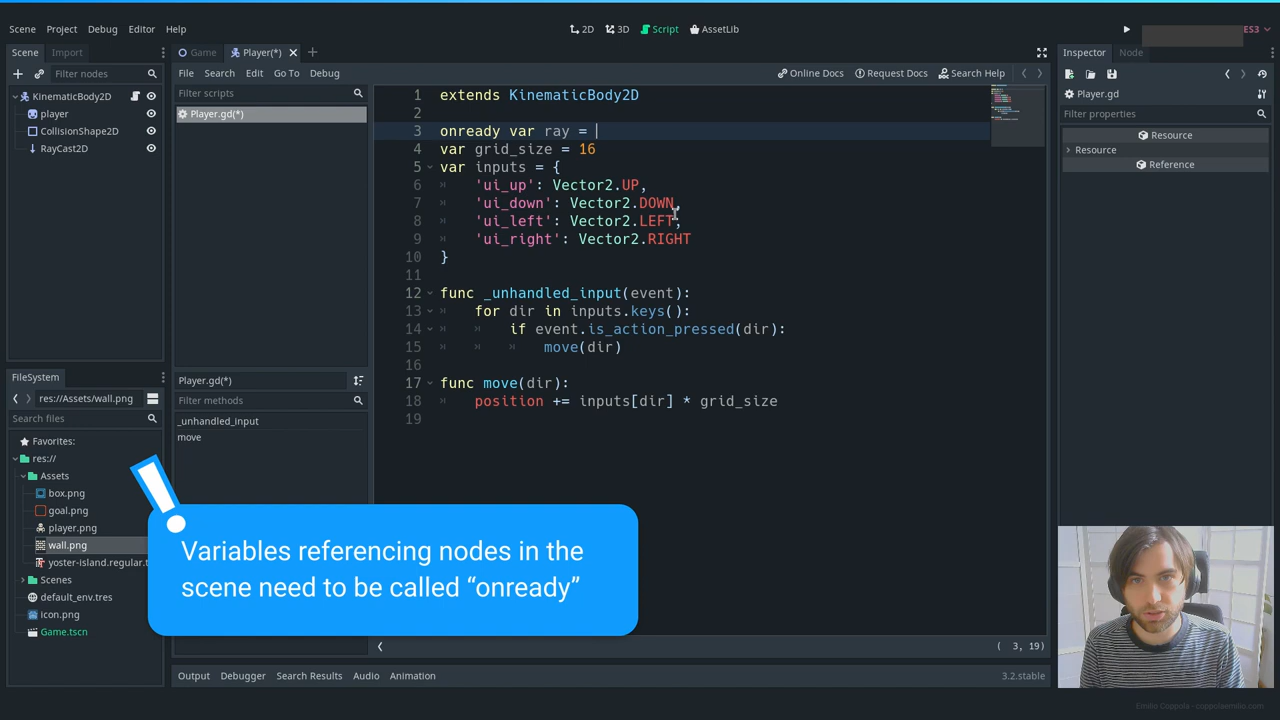 Scene Project Debug Editor Help
2D 3D Script AssetLib
ES3
Scene Import
Game Player(*)
Inspector Node
Filter nodes
File Search Edit Go To Debug
Online Docs Request Docs Search Help
KinematicBody2D
player
CollisionShape2D
RayCast2D
Filter scripts
Player.gd(*)
Player.gd
Filter properties
Resource
Resource
Reference
1 extends KinematicBody2D
2
3 onready var ray =
4 var grid_size = 16
5 var inputs = {
6 'ui_up': Vector2.UP,
7 'ui_down': Vector2.DOWN,
8 'ui_left': Vector2.LEFT,
9 'ui_right': Vector2.RIGHT
10 }
11
12 func _unhandled_input(event):
13 for dir in inputs.keys():
14 if event.is_action_pressed(dir):
15 move(dir)
16
17 func move(dir):
18 position += inputs[dir] * grid_size
19
FileSystem
res://Assets/wall.png
Search files
Favorites:
res://
Assets
box.png
goal.png
player.png
wall.png
yoster-island.regular.t
Scenes
default_env.tres
icon.png
Game.tscn
Player.gd(*)
Filter methods
_unhandled_input
move
Variables referencing nodes in the
scene need to be called “onready”
( 3, 19)
Output Debugger Search Results Audio Animation
3.2.stable
Emilio Coppola - coppolaemilio.com